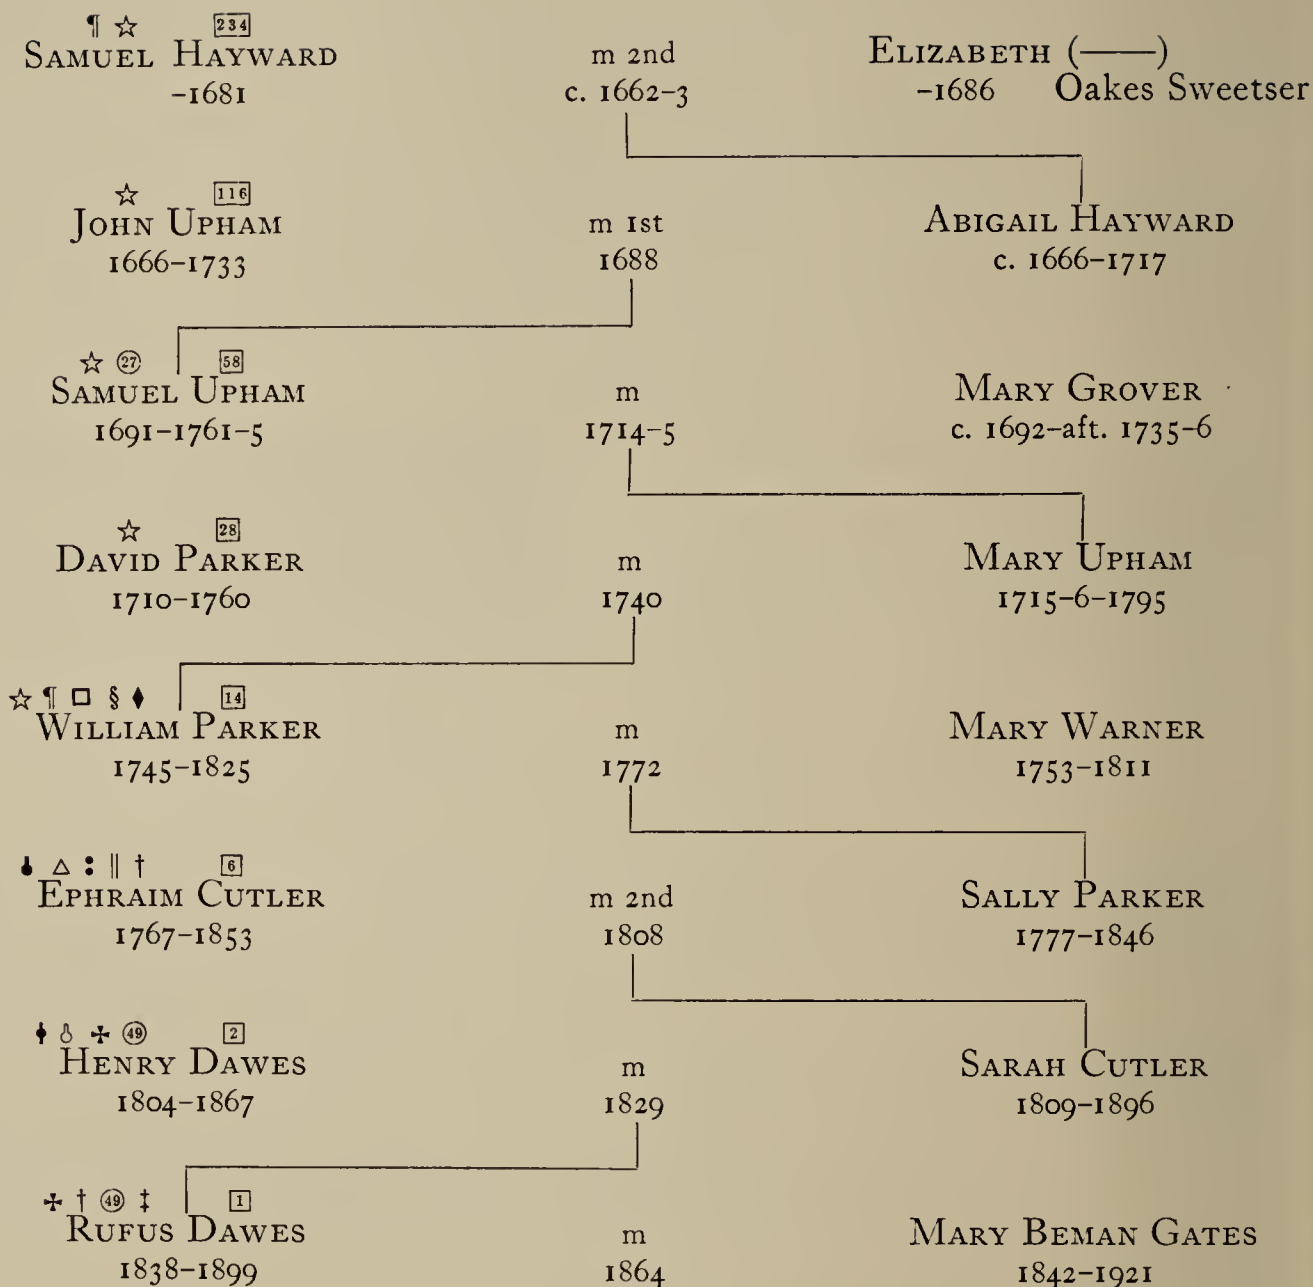 ¶ ☆ 234
SAMUEL HAYWARD m 2nd ELIZABETH (——)
-1681 c. 1662-3 -1686 Oakes Sweetser
☆ 116
JOHN UPHAM m 1st ABIGAIL HAYWARD
1666-1733 1688 c. 1666-1717
☆ 27 58
SAMUEL UPHAM m MARY GROVER
1691-1761-5 1714-5 c. 1692-aft. 1735-6
☆ 28
DAVID PARKER m MARY UPHAM
1710-1760 1740 1715-6-1795
☆ ¶ □ § ♦ 14
WILLIAM PARKER m MARY WARNER
1745-1825 1772 1753-1811
△ : || † 6
EPHRAIM CUTLER m 2nd SALLY PARKER
1767-1853 1808 1777-1846
✢ 49 2
HENRY DAWES m SARAH CUTLER
1804-1867 1829 1809-1896
✢ † 49 ‡ 1
RUFUS DAWES m MARY BEMAN GATES
1838-1899 1864 1842-1921